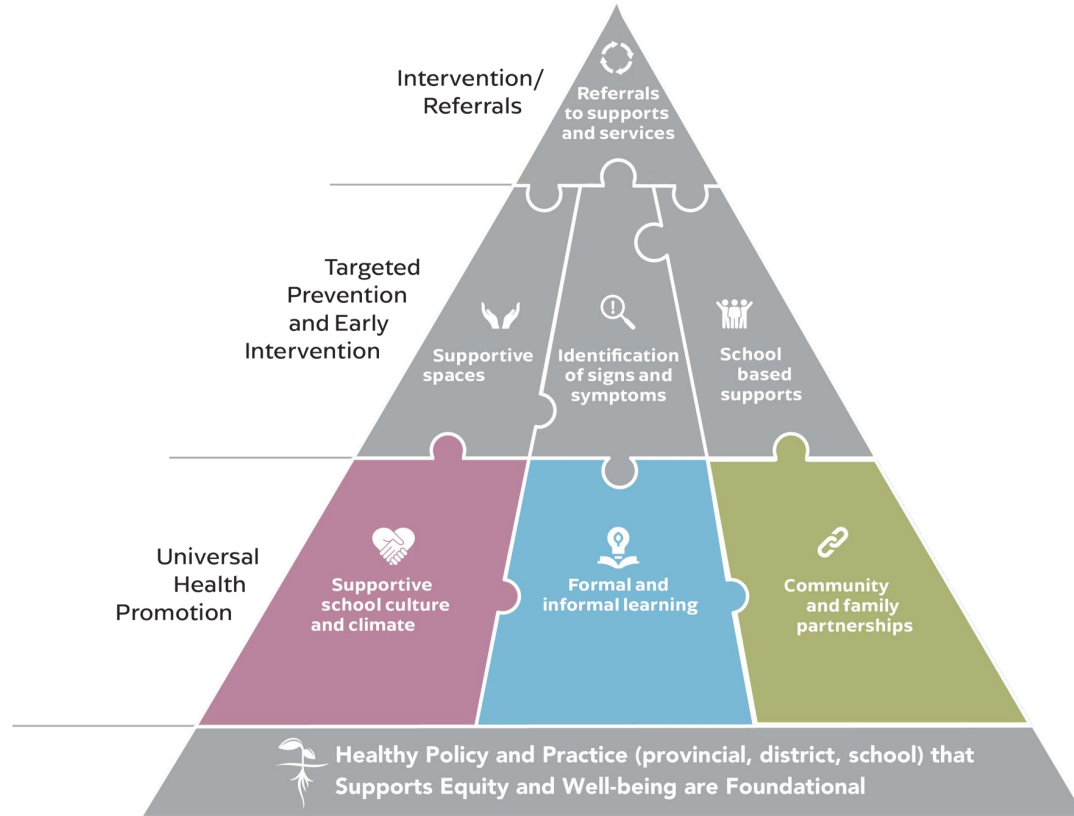 Intervention/
Referrals
Referrals
to supports
and services
Targeted
Prevention
and Early
Intervention
Supportive
spaces
Identification
of signs and
symptoms
School
based
supports
Universal
Health
Promotion
Supportive
school culture
and climate
Formal and
informal learning
Community
and family
partnerships
Healthy Policy and Practice (provincial, district, school) that
Supports Equity and Well-being are Foundational